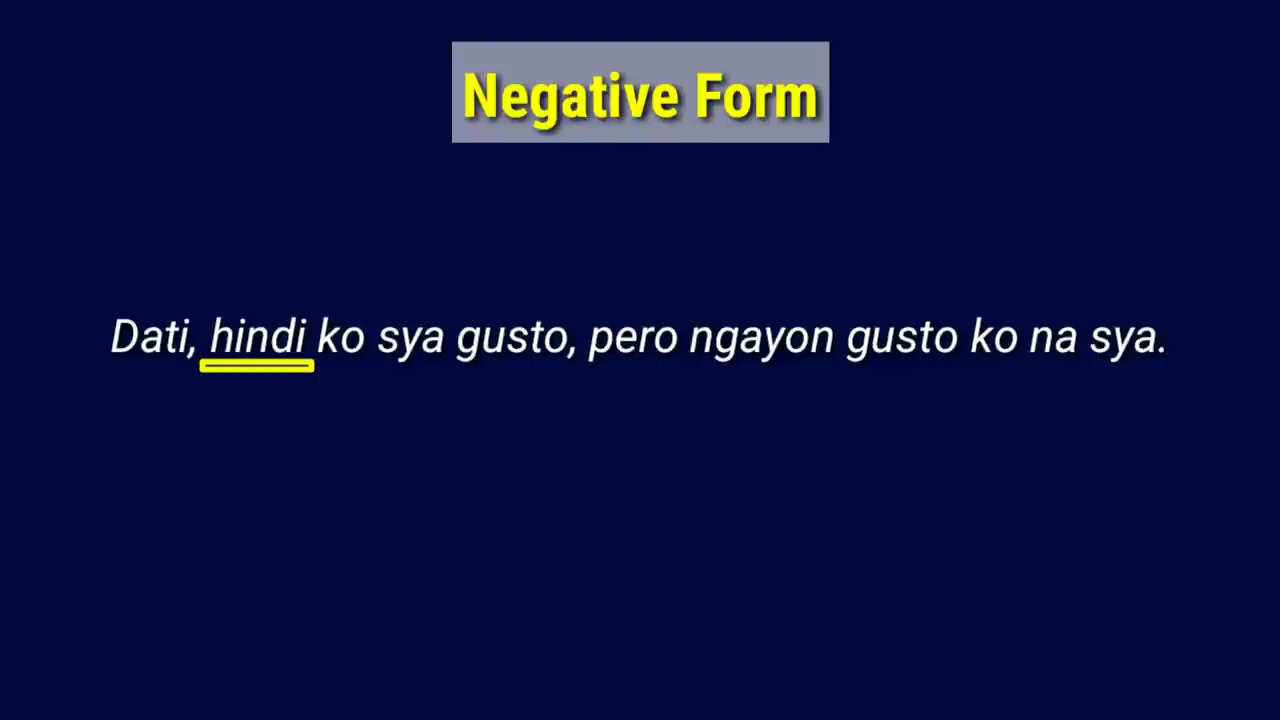 Negative Form
Dati, hindi ko sya gusto, pero ngayon gusto ko na sya.